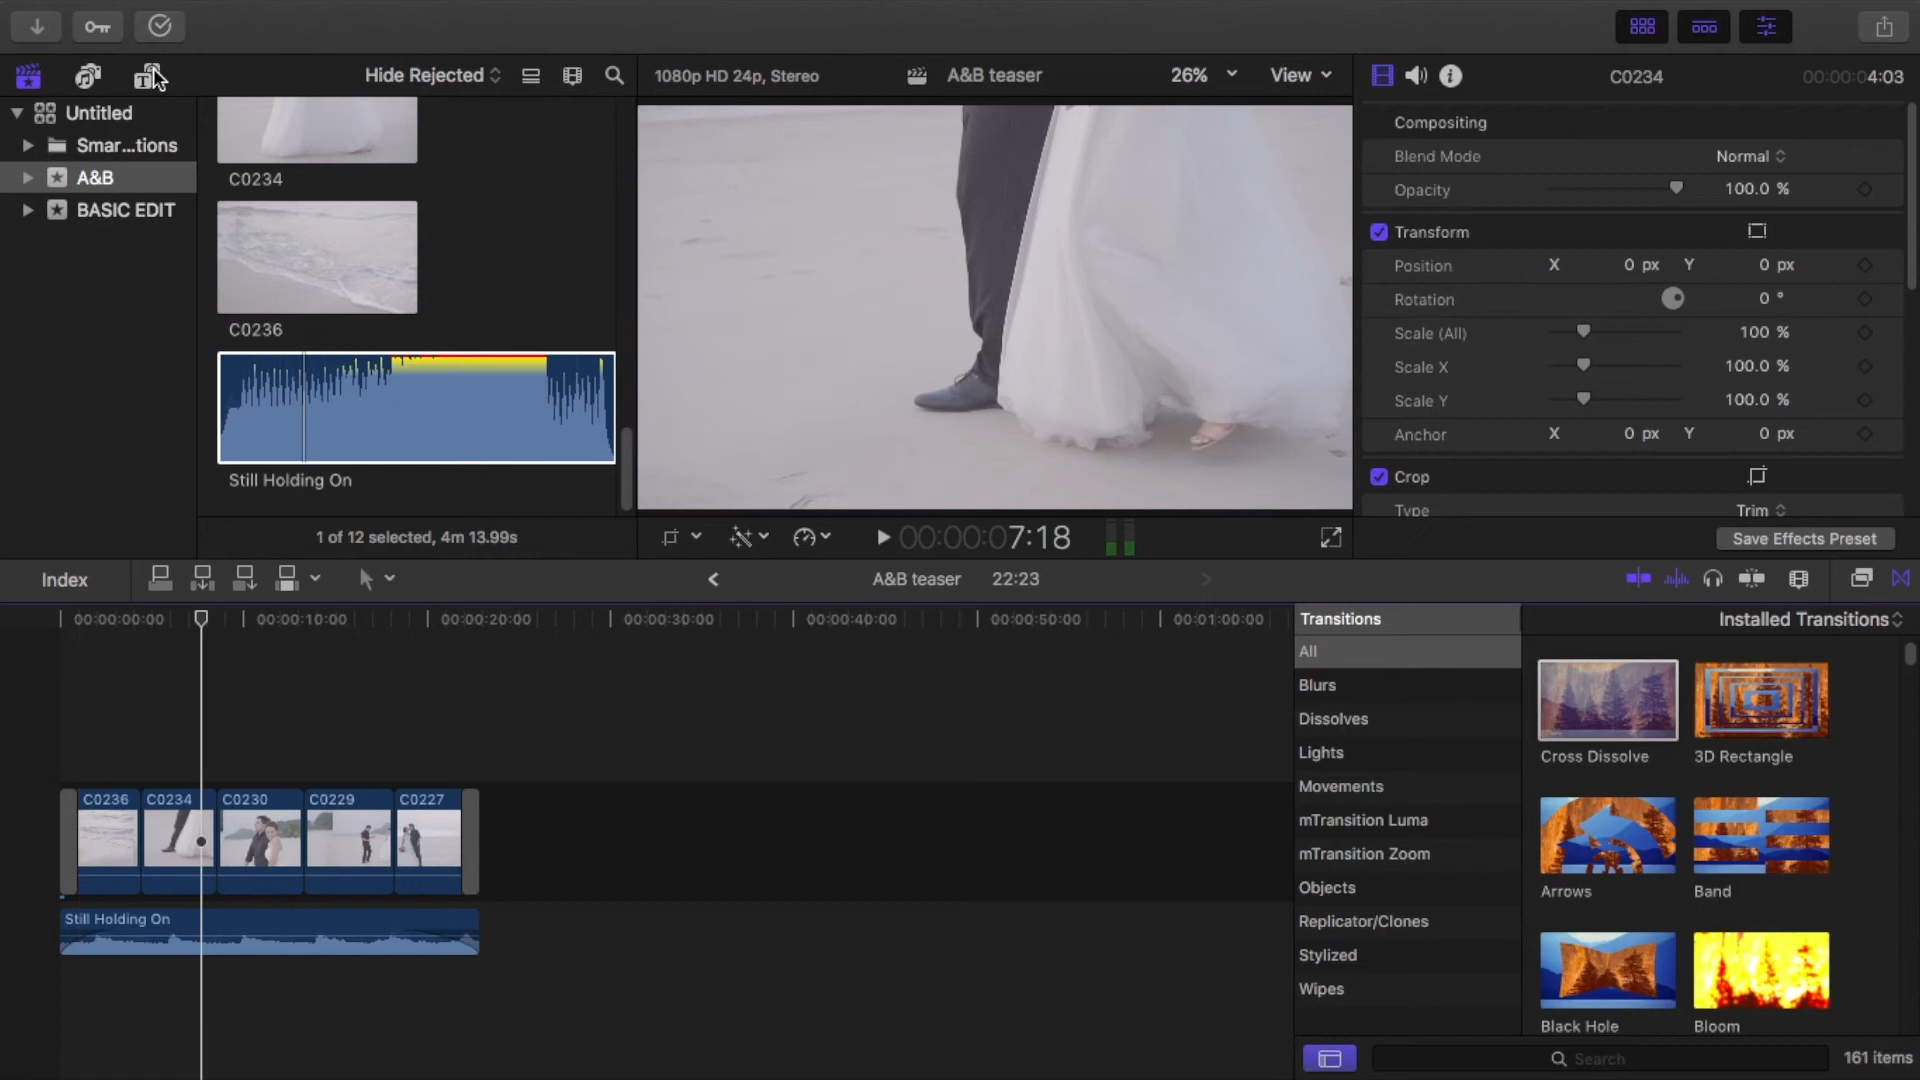 Hide Rejected
1080p HD 24p, Stereo
A&B teaser
26%
View
C0234
00:00:04:03
Untitled
Smar...tions
A&B
BASIC EDIT
C0234
C0236
Still Holding On
1 of 12 selected, 4m 13.99s
Compositing
Blend Mode
Normal
Opacity
100.0 %
Transform
Position
X
0 px
Y
0 px
Rotation
0 °
Scale (All)
100 %
Scale X
100.0 %
Scale Y
100.0 %
Anchor
X
0 px
Y
0 px
Crop
Type
Trim
Save Effects Preset
00:00:07:18
Index
A&B teaser
22:23
00:00:00:00
00:00:10:00
00:00:20:00
00:00:30:00
00:00:40:00
00:00:50:00
00:01:00:00
C0236
C0234
C0230
C0229
C0227
Still Holding On
Transitions
Installed Transitions
All
Blurs
Dissolves
Lights
Movements
mTransition Luma
mTransition Zoom
Objects
Replicator/Clones
Stylized
Wipes
Cross Dissolve
3D Rectangle
Arrows
Band
Black Hole
Bloom
Search
161 items